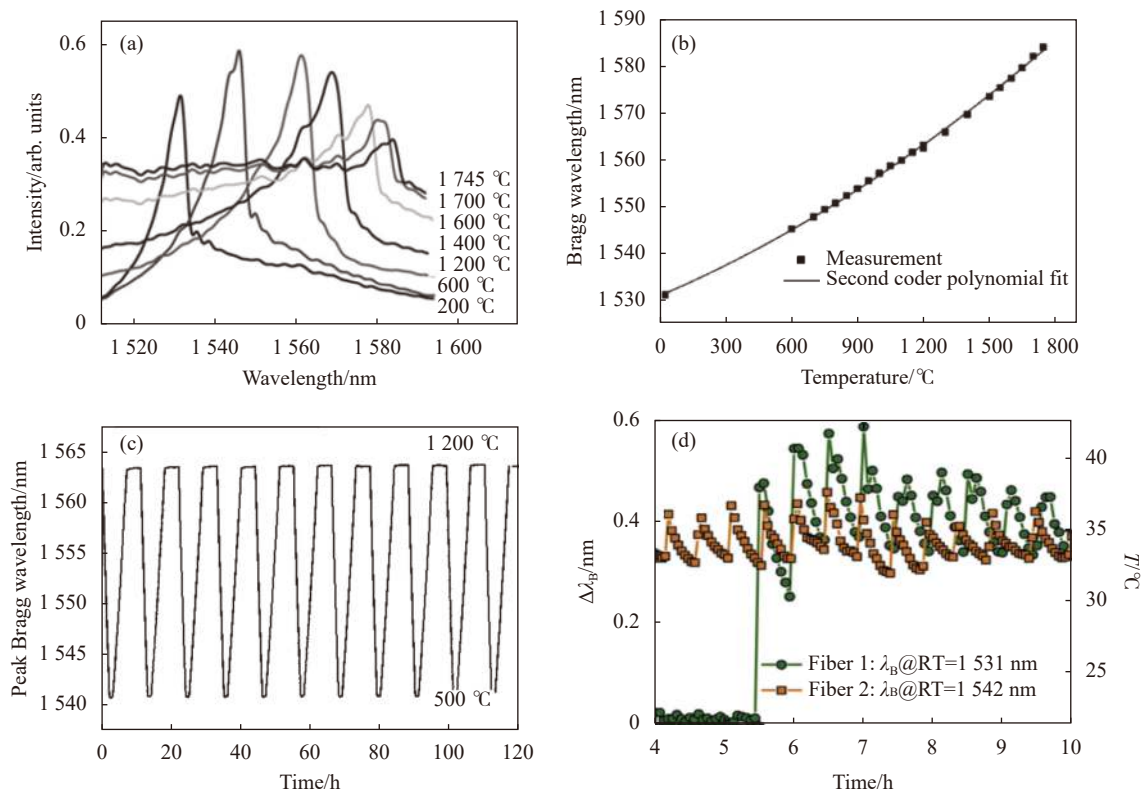 (a)
0.6
0.4
0.2
0
Intensity/arb. units
1 745 ℃
1 700 ℃
1 600 ℃
1 400 ℃
1 200 ℃
600 ℃
200 ℃
1 520 1 540 1 560 1 580 1 600
Wavelength/nm
(b)
1 590
1 580
1 570
1 560
1 550
1 540
1 530
Bragg wavelength/nm
Measurement
Second coder polynomial fit
0 300 600 900 1 200 1 500 1 800
Temperature/℃
(c)
1 200 ℃
1 565
1 560
1 555
1 550
1 545
1 540
Peak Bragg wavelength/nm
500 ℃
0 20 40 60 80 100 120
Time/h
(d)
0.6
0.4
0.2
0
ΔλB/nm
40
35
30
25
T/℃
Fiber 1: λB@RT=1 531 nm
Fiber 2: λB@RT=1 542 nm
4 5 6 7 8 9 10
Time/h